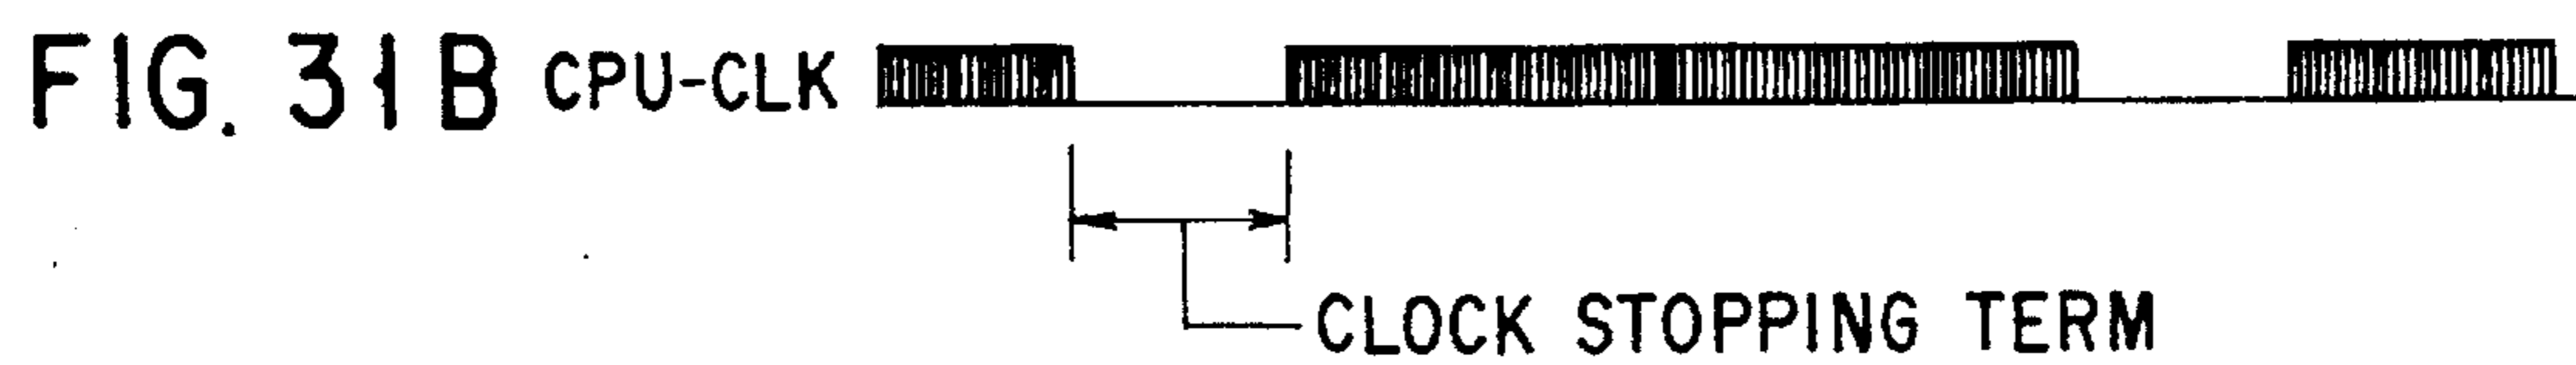 FIG. 31B CPU-CLK
CLOCK STOPPING TERM